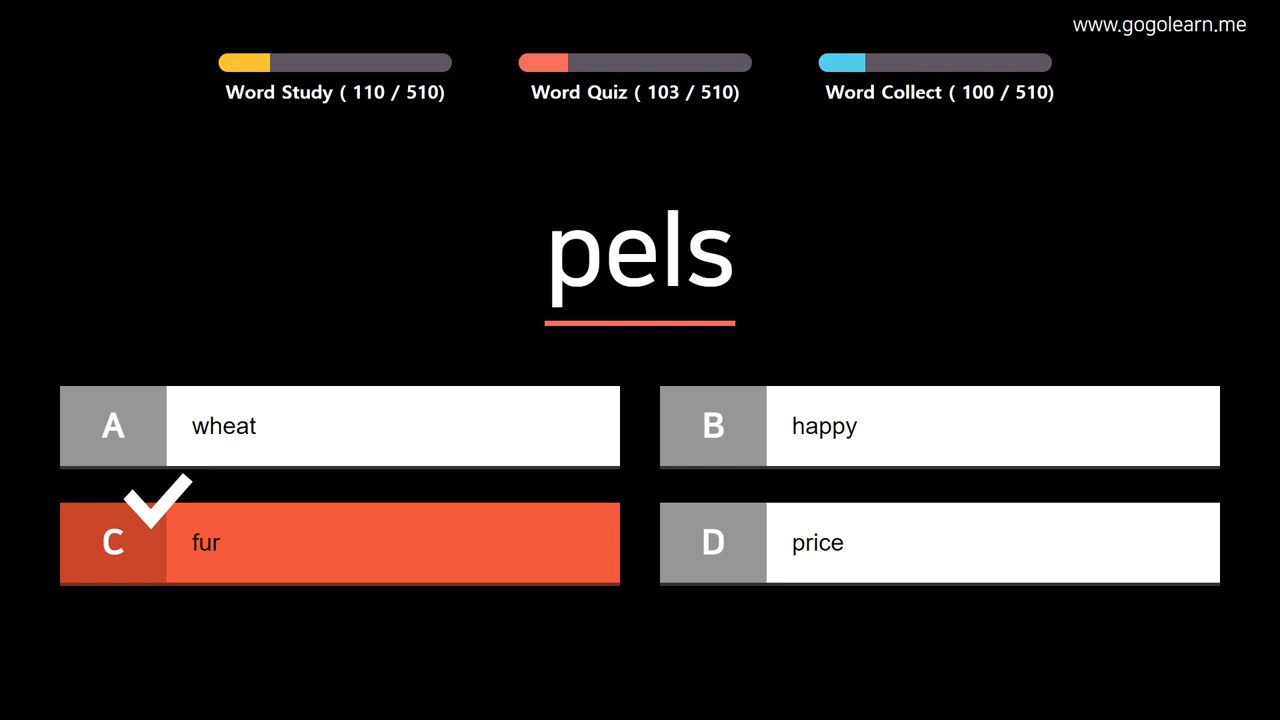 www.gogolearn.me
Word Study ( 110 / 510)
Word Quiz ( 103 / 510)
Word Collect ( 100 / 510)
pels
A wheat
B happy
C fur
D price